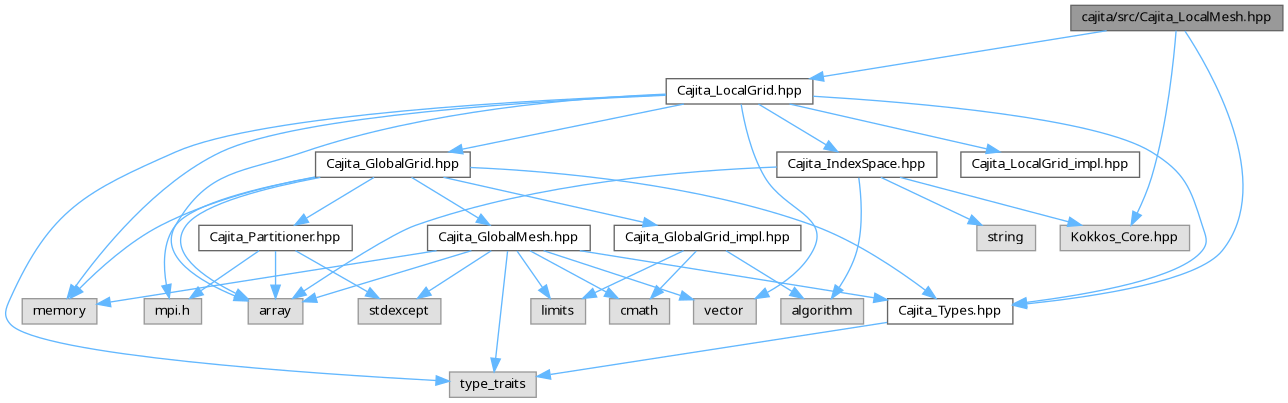 cajita/src/Cajita_LocalMesh.hpp
Cajita_LocalGrid.hpp
Cajita_GlobalGrid.hpp
Cajita_IndexSpace.hpp
Cajita_LocalGrid_impl.hpp
Cajita_Partitioner.hpp
Cajita_GlobalMesh.hpp
Cajita_GlobalGrid_impl.hpp
string
Kokkos_Core.hpp
memory
mpi.h
array
stdexcept
limits
cmath
vector
algorithm
Cajita_Types.hpp
type_traits